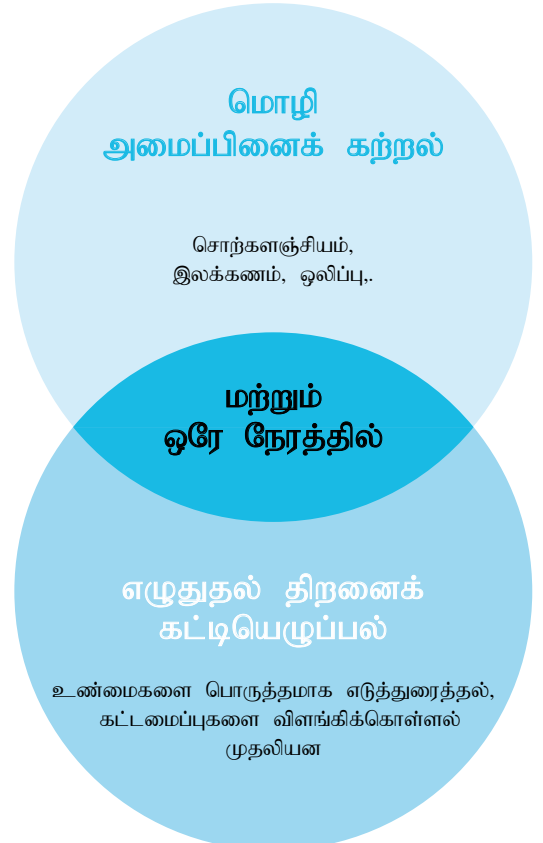 மொழி
அமைப்பினைக் கற்றல்
சொற்களஞ்சியம்,
இலக்கணம், ஒலிப்பு,.
மற்றும்
ஒரே நேரத்தில்
எழுதுதல் திறனைக்
கட்டியெழுப்பல்
உண்மைகளை பொருத்தமாக எடுத்துரைத்தல்,
கட்டமைப்புகளை விளங்கிக்கொள்ளல்
முதலியன